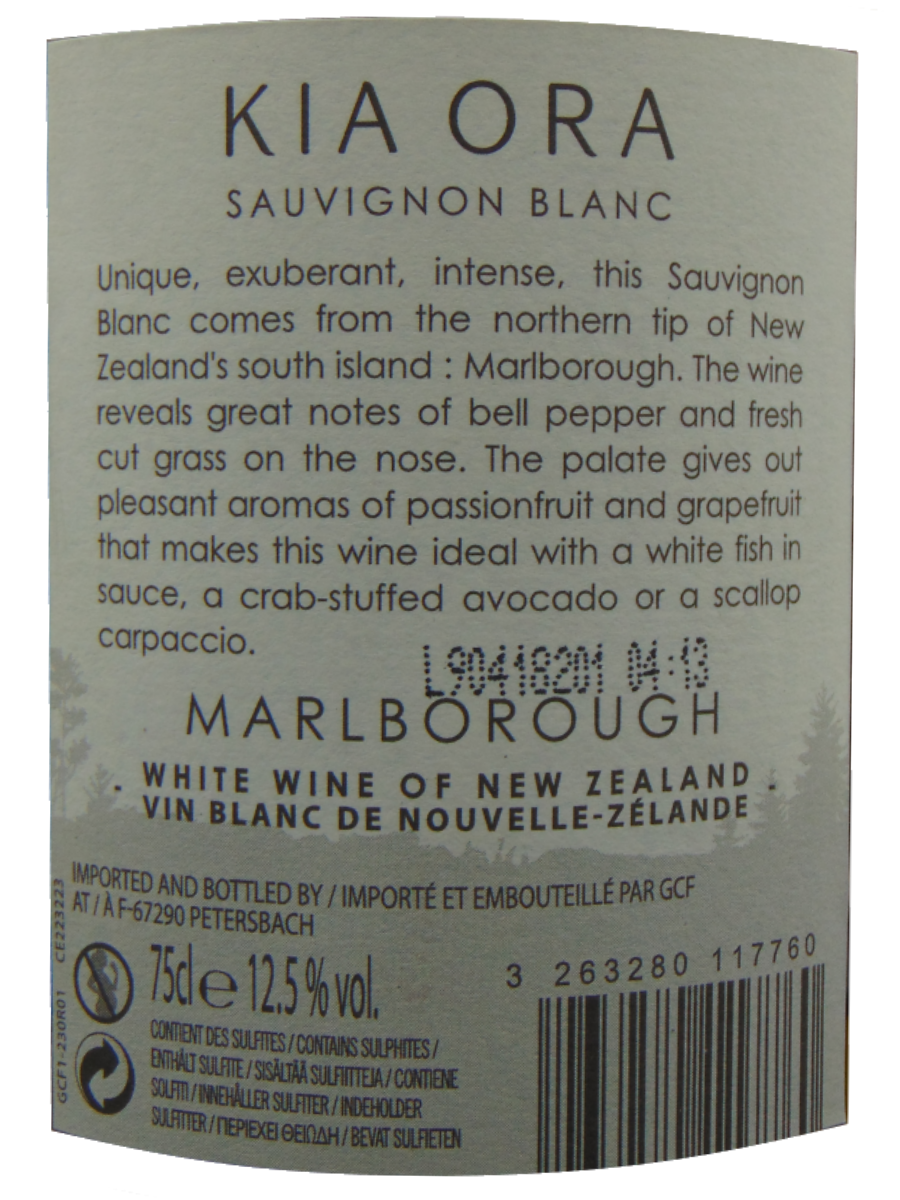 KIA ORA
SAUVIGNON BLANC
Unique, exuberant, intense, this Sauvignon
Blanc comes from the northern tip of New
Zealand's south island : Marlborough. The wine
reveals great notes of bell pepper and fresh
cut grass on the nose. The palate gives out
pleasant aromas of passionfruit and grapefruit
that makes this wine ideal with a white fish in
sauce, a crab-stuffed avocado or a scallop
carpaccio.
L90418201 04:13
MARLBOROUGH
. WHITE WINE OF NEW ZEALAND .
VIN BLANC DE NOUVELLE-ZÉLANDE
IMPORTED AND BOTTLED BY / IMPORTÉ ET EMBOUTEILLÉ PAR GCF
AT / À F-67290 PETERSBACH
GCF1-230R01 CE223223
75cl e 12.5 % vol.
3 263280 117760
CONTIENT DES SULFITES / CONTAINS SULPHITES /
ENTHÄLT SULFITE / SISÄLTÄÄ SULFIITTEJA / CONTIENE
SOLFITI / INNEHÅLLER SULFITER / INDEHOLDER
SULFITTER / ΠΕΡΙΕΧΕΙ ΘΕΙΩΔΗ / BEVAT SULFIETEN